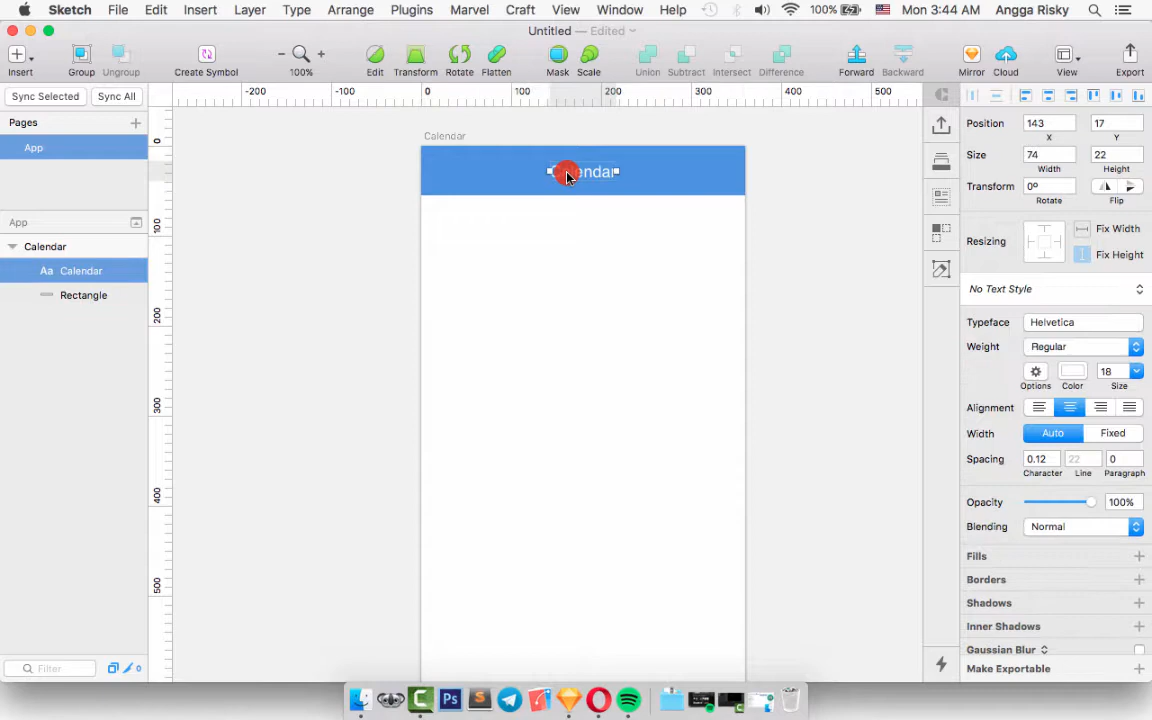 Sketch File Edit Insert Layer Type Arrange Plugins Marvel Craft View Window Help 100% Mon 3:44 AM Angga Risky
Untitled — Edited
Insert Group Ungroup Create Symbol 100% Edit Transform Rotate Flatten Mask Scale Union Subtract Intersect Difference Forward Backward Mirror Cloud View Export
Sync Selected Sync All
-200 -100 0 100 200 300 400 500
Pages
App
App
Calendar
Aa Calendar
Rectangle
Filter
0
0
100
200
300
400
500
Calendar
Calendar
Position 143 17
X Y
Size 74 22
Width Height
Transform 0º
Rotate Flip
Resizing Fix Width
Fix Height
No Text Style
Typeface Helvetica
Weight Regular
18
Options Color Size
Alignment
Width Auto Fixed
Spacing 0.12 22 0
Character Line Paragraph
Opacity 100%
Blending Normal
Fills
Borders
Shadows
Inner Shadows
Gaussian Blur
Make Exportable
Ps
S